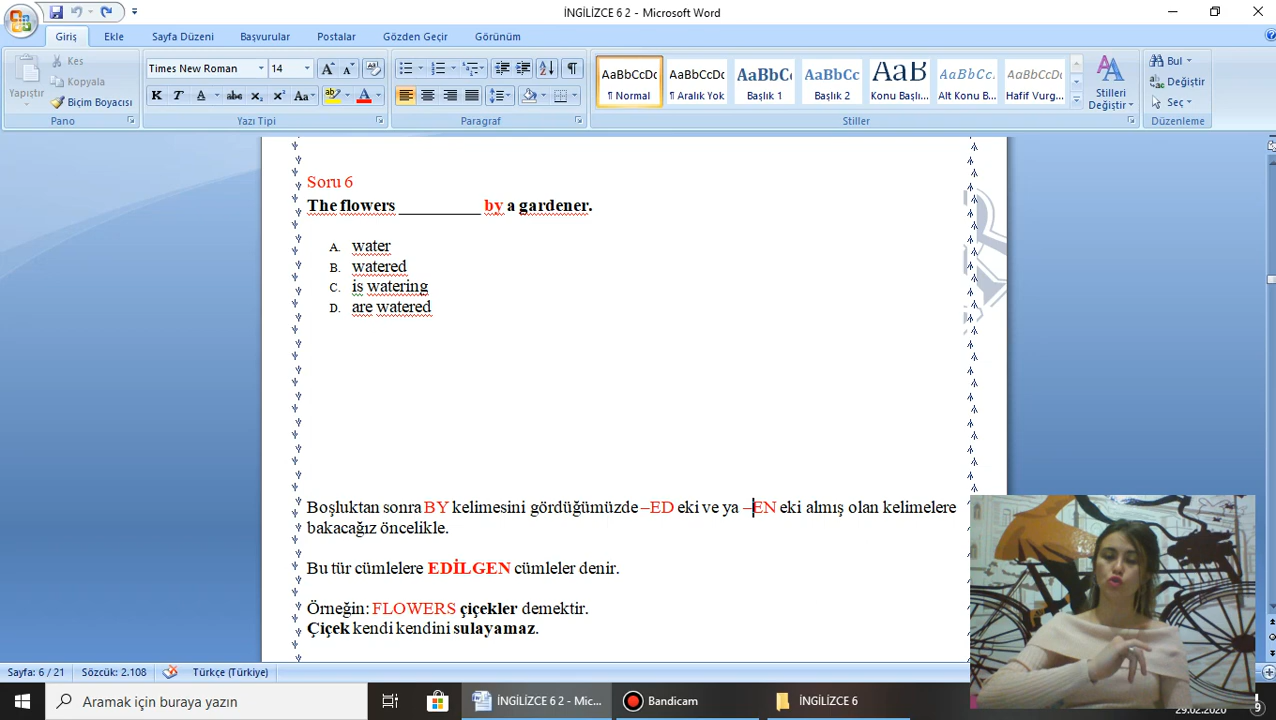 İNGİLİZCE 6 2 - Microsoft Word
Giriş Ekle Sayfa Düzeni Başvurular Postalar Gözden Geçir Görünüm
Yapıştır
Kes
Kopyala
Biçim Boyacısı
Pano
Times New Roman 14
Yazı Tipi
Paragraf
AaBbCcDc AaBbCcDc AaBbCc AaBbCc AaB AaBbCc. AaBbCcDc
¶ Normal ¶ Aralık Yok Başlık 1 Başlık 2 Konu Başlı... Alt Konu B... Hafif Vurg...
Stilleri Değiştir
Stiller
Bul
Değiştir
Seç
Düzenleme
Soru 6
The flowers __________ by a gardener.
A. water
B. watered
C. is watering
D. are watered
Boşluktan sonra BY kelimesini gördüğümüzde –ED eki ve ya –EN eki almış olan kelimelere
bakacağız öncelikle.
Bu tür cümlelere EDİLGEN cümleler denir.
Örneğin: FLOWERS çiçekler demektir.
Çiçek kendi kendini sulayamaz.
Sayfa: 6 / 21 Sözcük: 2.108 Türkçe (Türkiye)
Aramak için buraya yazın
İNGİLİZCE 6 2 - Mic...
Bandicam
İNGİLİZCE 6
29.02.2020